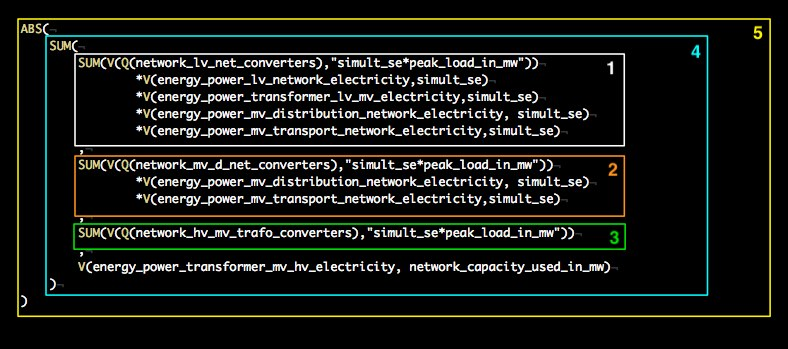 ABS(¬
5
SUM(¬
4
SUM(V(Q(network_lv_net_converters),"simult_se*peak_load_in_mw"))¬
1
*V(energy_power_lv_network_electricity,simult_se)¬
*V(energy_power_transformer_lv_mv_electricity,simult_se)¬
*V(energy_power_mv_distribution_network_electricity, simult_se)¬
*V(energy_power_mv_transport_network_electricity,simult_se)¬
,¬
SUM(V(Q(network_mv_d_net_converters),"simult_se*peak_load_in_mw"))¬
2
*V(energy_power_mv_distribution_network_electricity, simult_se)¬
*V(energy_power_mv_transport_network_electricity,simult_se)¬
,¬
SUM(V(Q(network_hv_mv_trafo_converters),"simult_se*peak_load_in_mw"))¬
3
,¬
V(energy_power_transformer_mv_hv_electricity, network_capacity_used_in_mw)¬
)¬
)